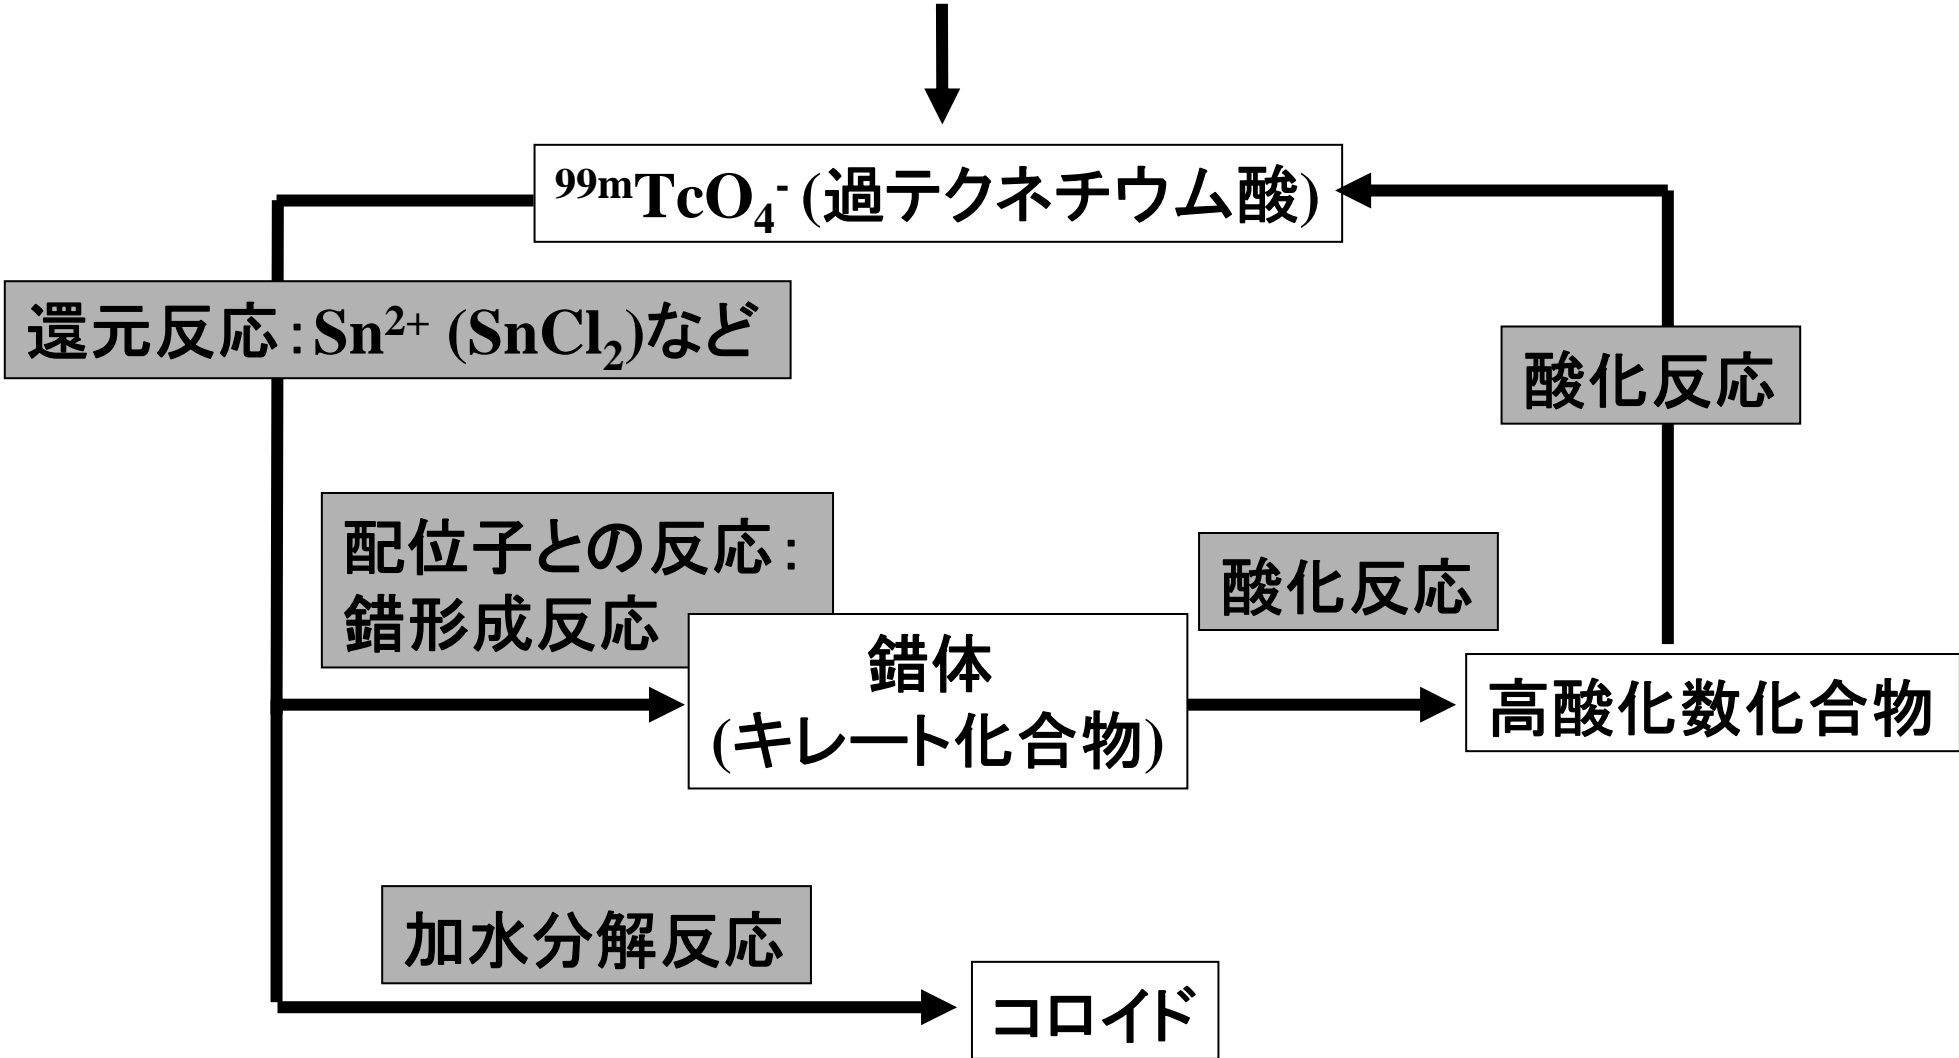 ⁹⁹ᵐTcO₄⁻ (過テクネチウム酸)
還元反応:Sn²⁺ (SnCl₂)など
酸化反応
配位子との反応:
錯形成反応
酸化反応
錯体
(キレート化合物)
高酸化数化合物
加水分解反応
コロイド